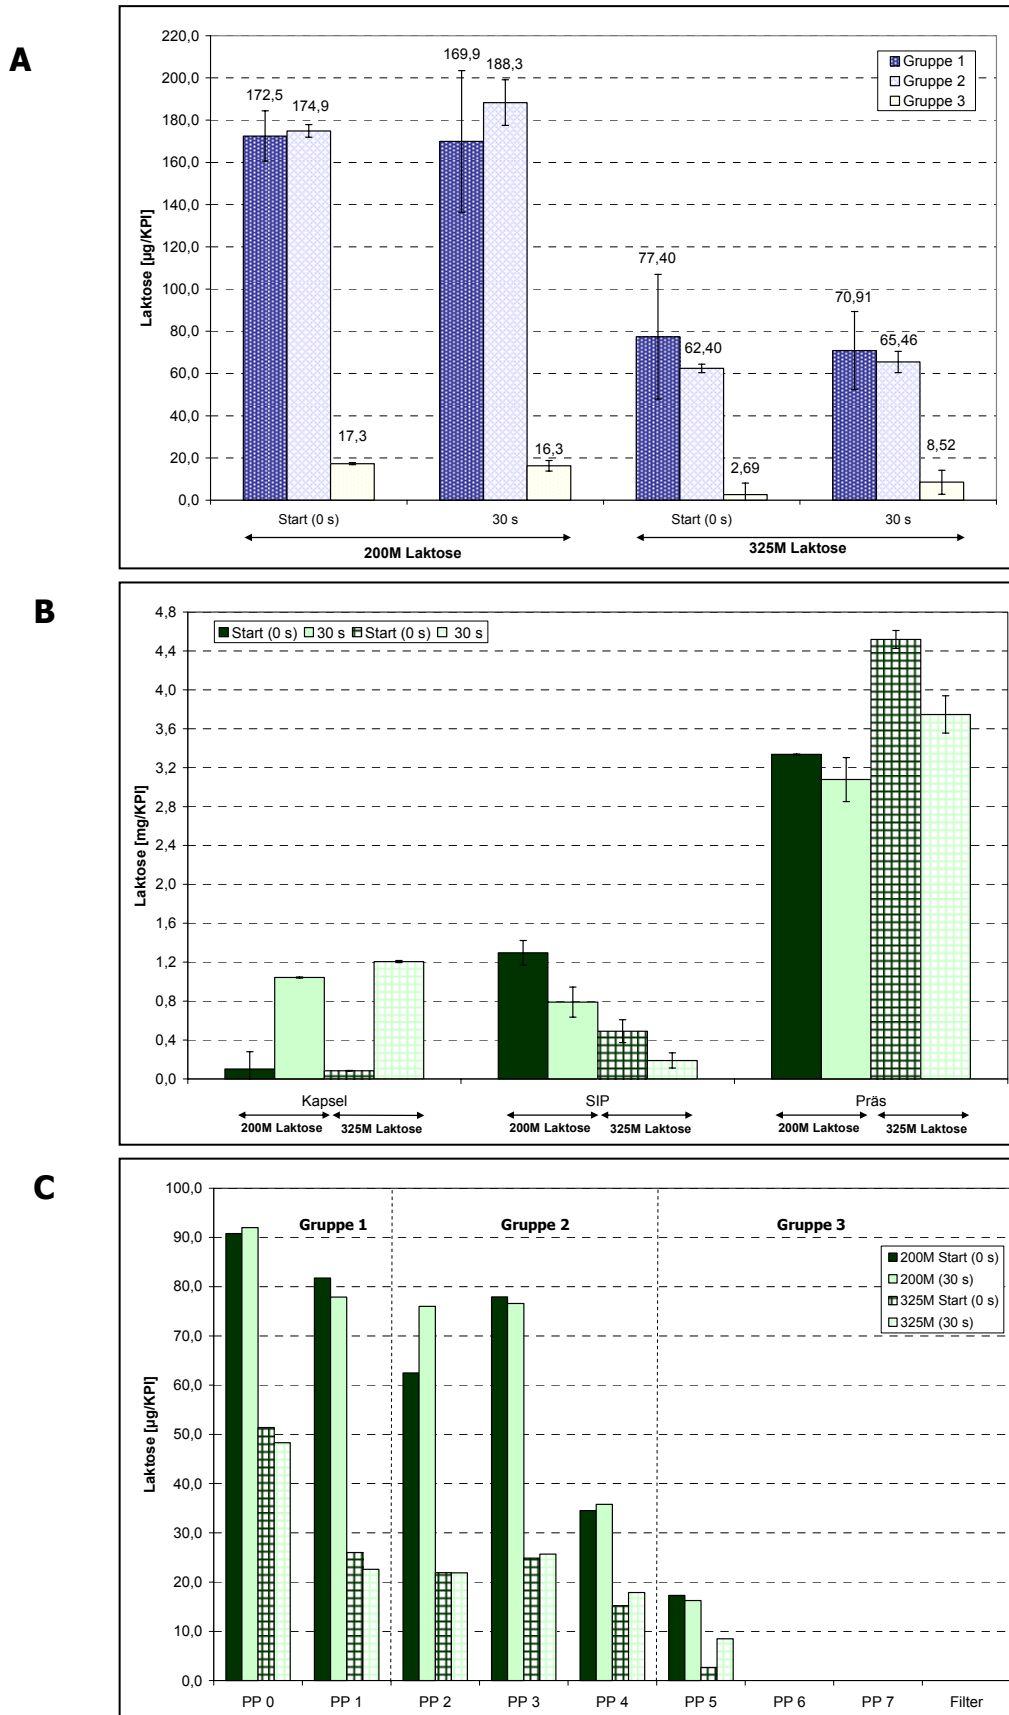 A
220,0
200,0
180,0
160,0
140,0
120,0
100,0
80,0
60,0
40,0
20,0
0,0
Laktose [µg/KPI]
172,5
174,9
17,3
169,9
188,3
16,3
77,40
62,40
2,69
70,91
65,46
8,52
Gruppe 1
Gruppe 2
Gruppe 3
Start (0 s)
30 s
Start (0 s)
30 s
200M Laktose
325M Laktose
B
4,8
4,4
4,0
3,6
3,2
2,8
2,4
2,0
1,6
1,2
0,8
0,4
0,0
Laktose [mg/KPI]
Start (0 s) 30 s Start (0 s) 30 s
Kapsel
SIP
Präs
200M Laktose
325M Laktose
200M Laktose
325M Laktose
200M Laktose
325M Laktose
C
100,0
90,0
80,0
70,0
60,0
50,0
40,0
30,0
20,0
10,0
0,0
Laktose [µg/KPI]
Gruppe 1
Gruppe 2
Gruppe 3
200M Start (0 s)
200M (30 s)
325M Start (0 s)
325M (30 s)
PP 0
PP 1
PP 2
PP 3
PP 4
PP 5
PP 6
PP 7
Filter